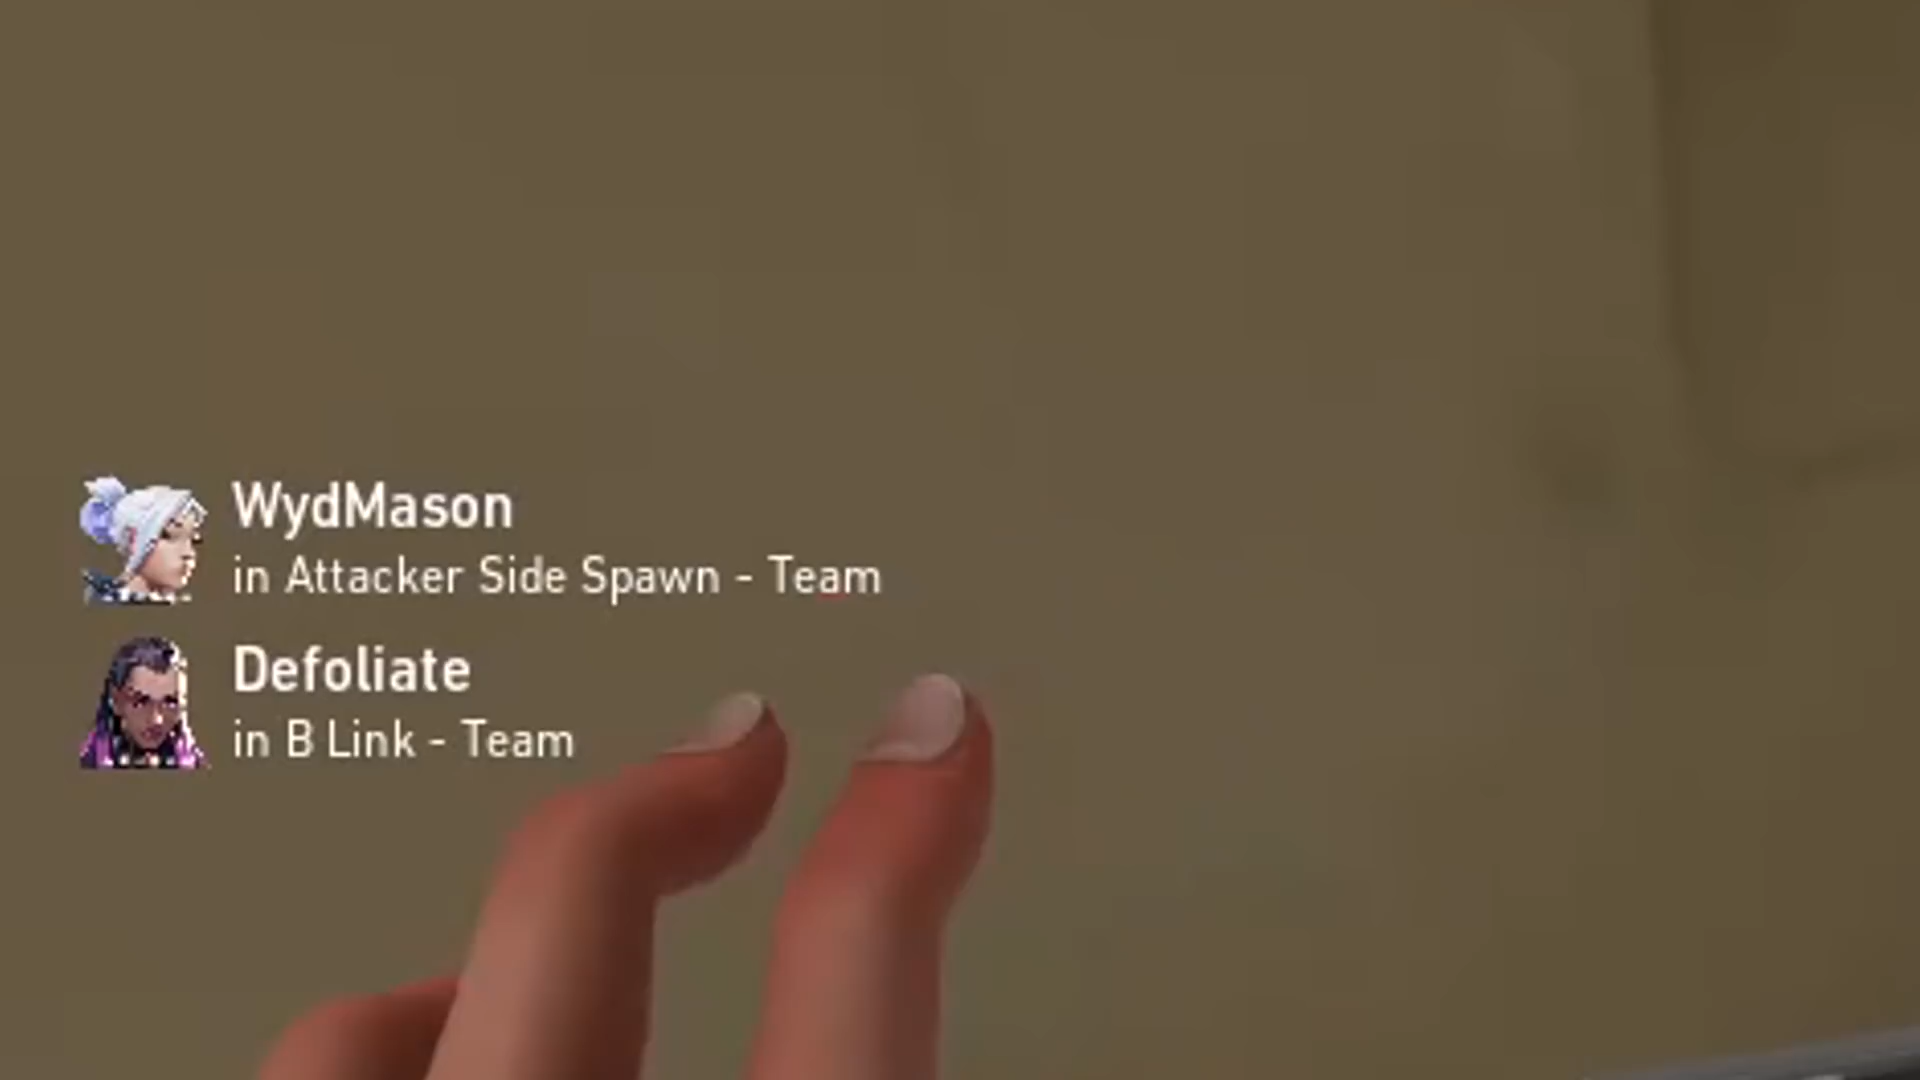 WydMason
in Attacker Side Spawn - Team
Defoliate
in B Link - Team